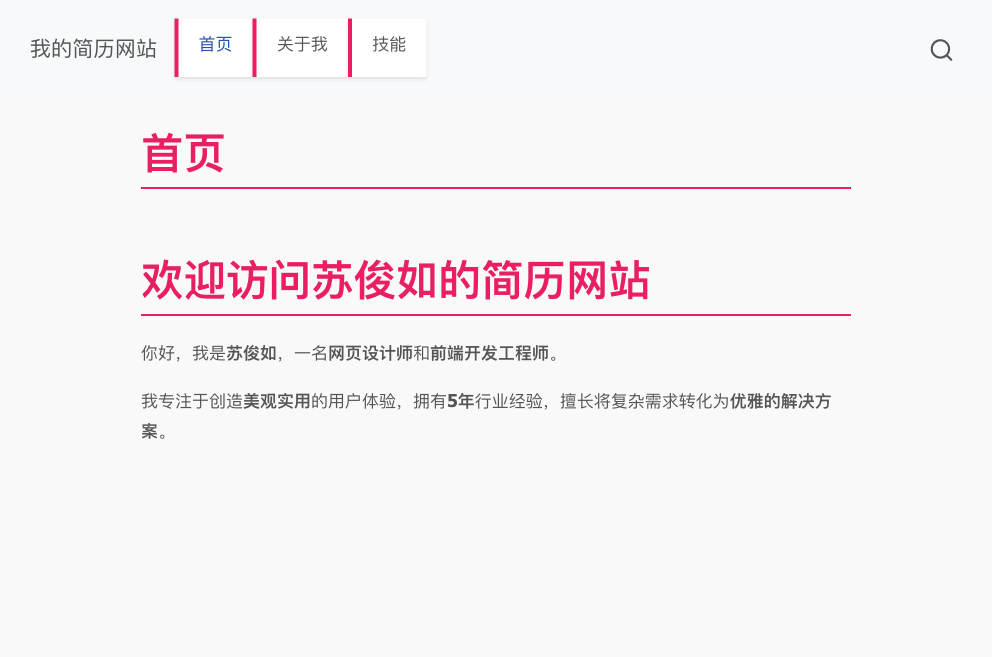 我的简历网站 首页 关于我 技能
首页
欢迎访问苏俊如的简历网站
你好，我是苏俊如，一名网页设计师和前端开发工程师。
我专注于创造美观实用的用户体验，拥有5年行业经验，擅长将复杂需求转化为优雅的解决方
案。